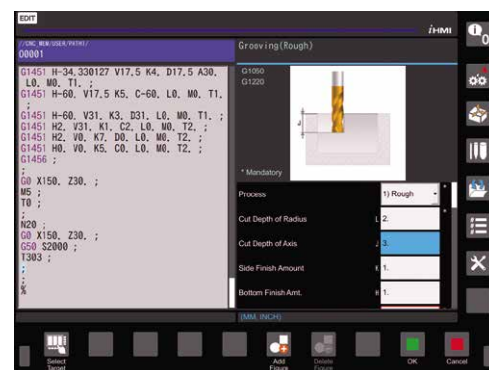 EDIT
iHMI
//CNC_MEM/USER/PATH1/
O0001
Grooving(Rough)
G1451 H-34.330127 V17.5 K4. D17.5 A30.
L0. M0. T1. ;
G1451 H-60. V17.5 K5. C-60. L0. M0. T1.
;
G1451 H-60. V31. K3. D31. L0. M0. T1. ;
G1451 H2. V31. K1. C2. L0. M0. T2. ;
G1451 H2. V0. K7. D0. L0. M0. T2. ;
G1451 H0. V0. K5. C0. L0. M0. T2. ;
G1456 ;
;
G0 X150. Z30. ;
M5 ;
T0 ;
;
N20 ;
G0 X150. Z30. ;
G50 S2000 ;
T303 ;
;
;
%
G1050
G1220
J
* Mandatory
Process
1) Rough
*
Cut Depth of Radius
L
2.
Cut Depth of Axis
J
3.
Side Finish Amount
K
1.
Bottom Finish Amt.
H
1.
(MM, INCH)
Select
Target
Add
Figure
Delete
Figure
OK
Cancel
0